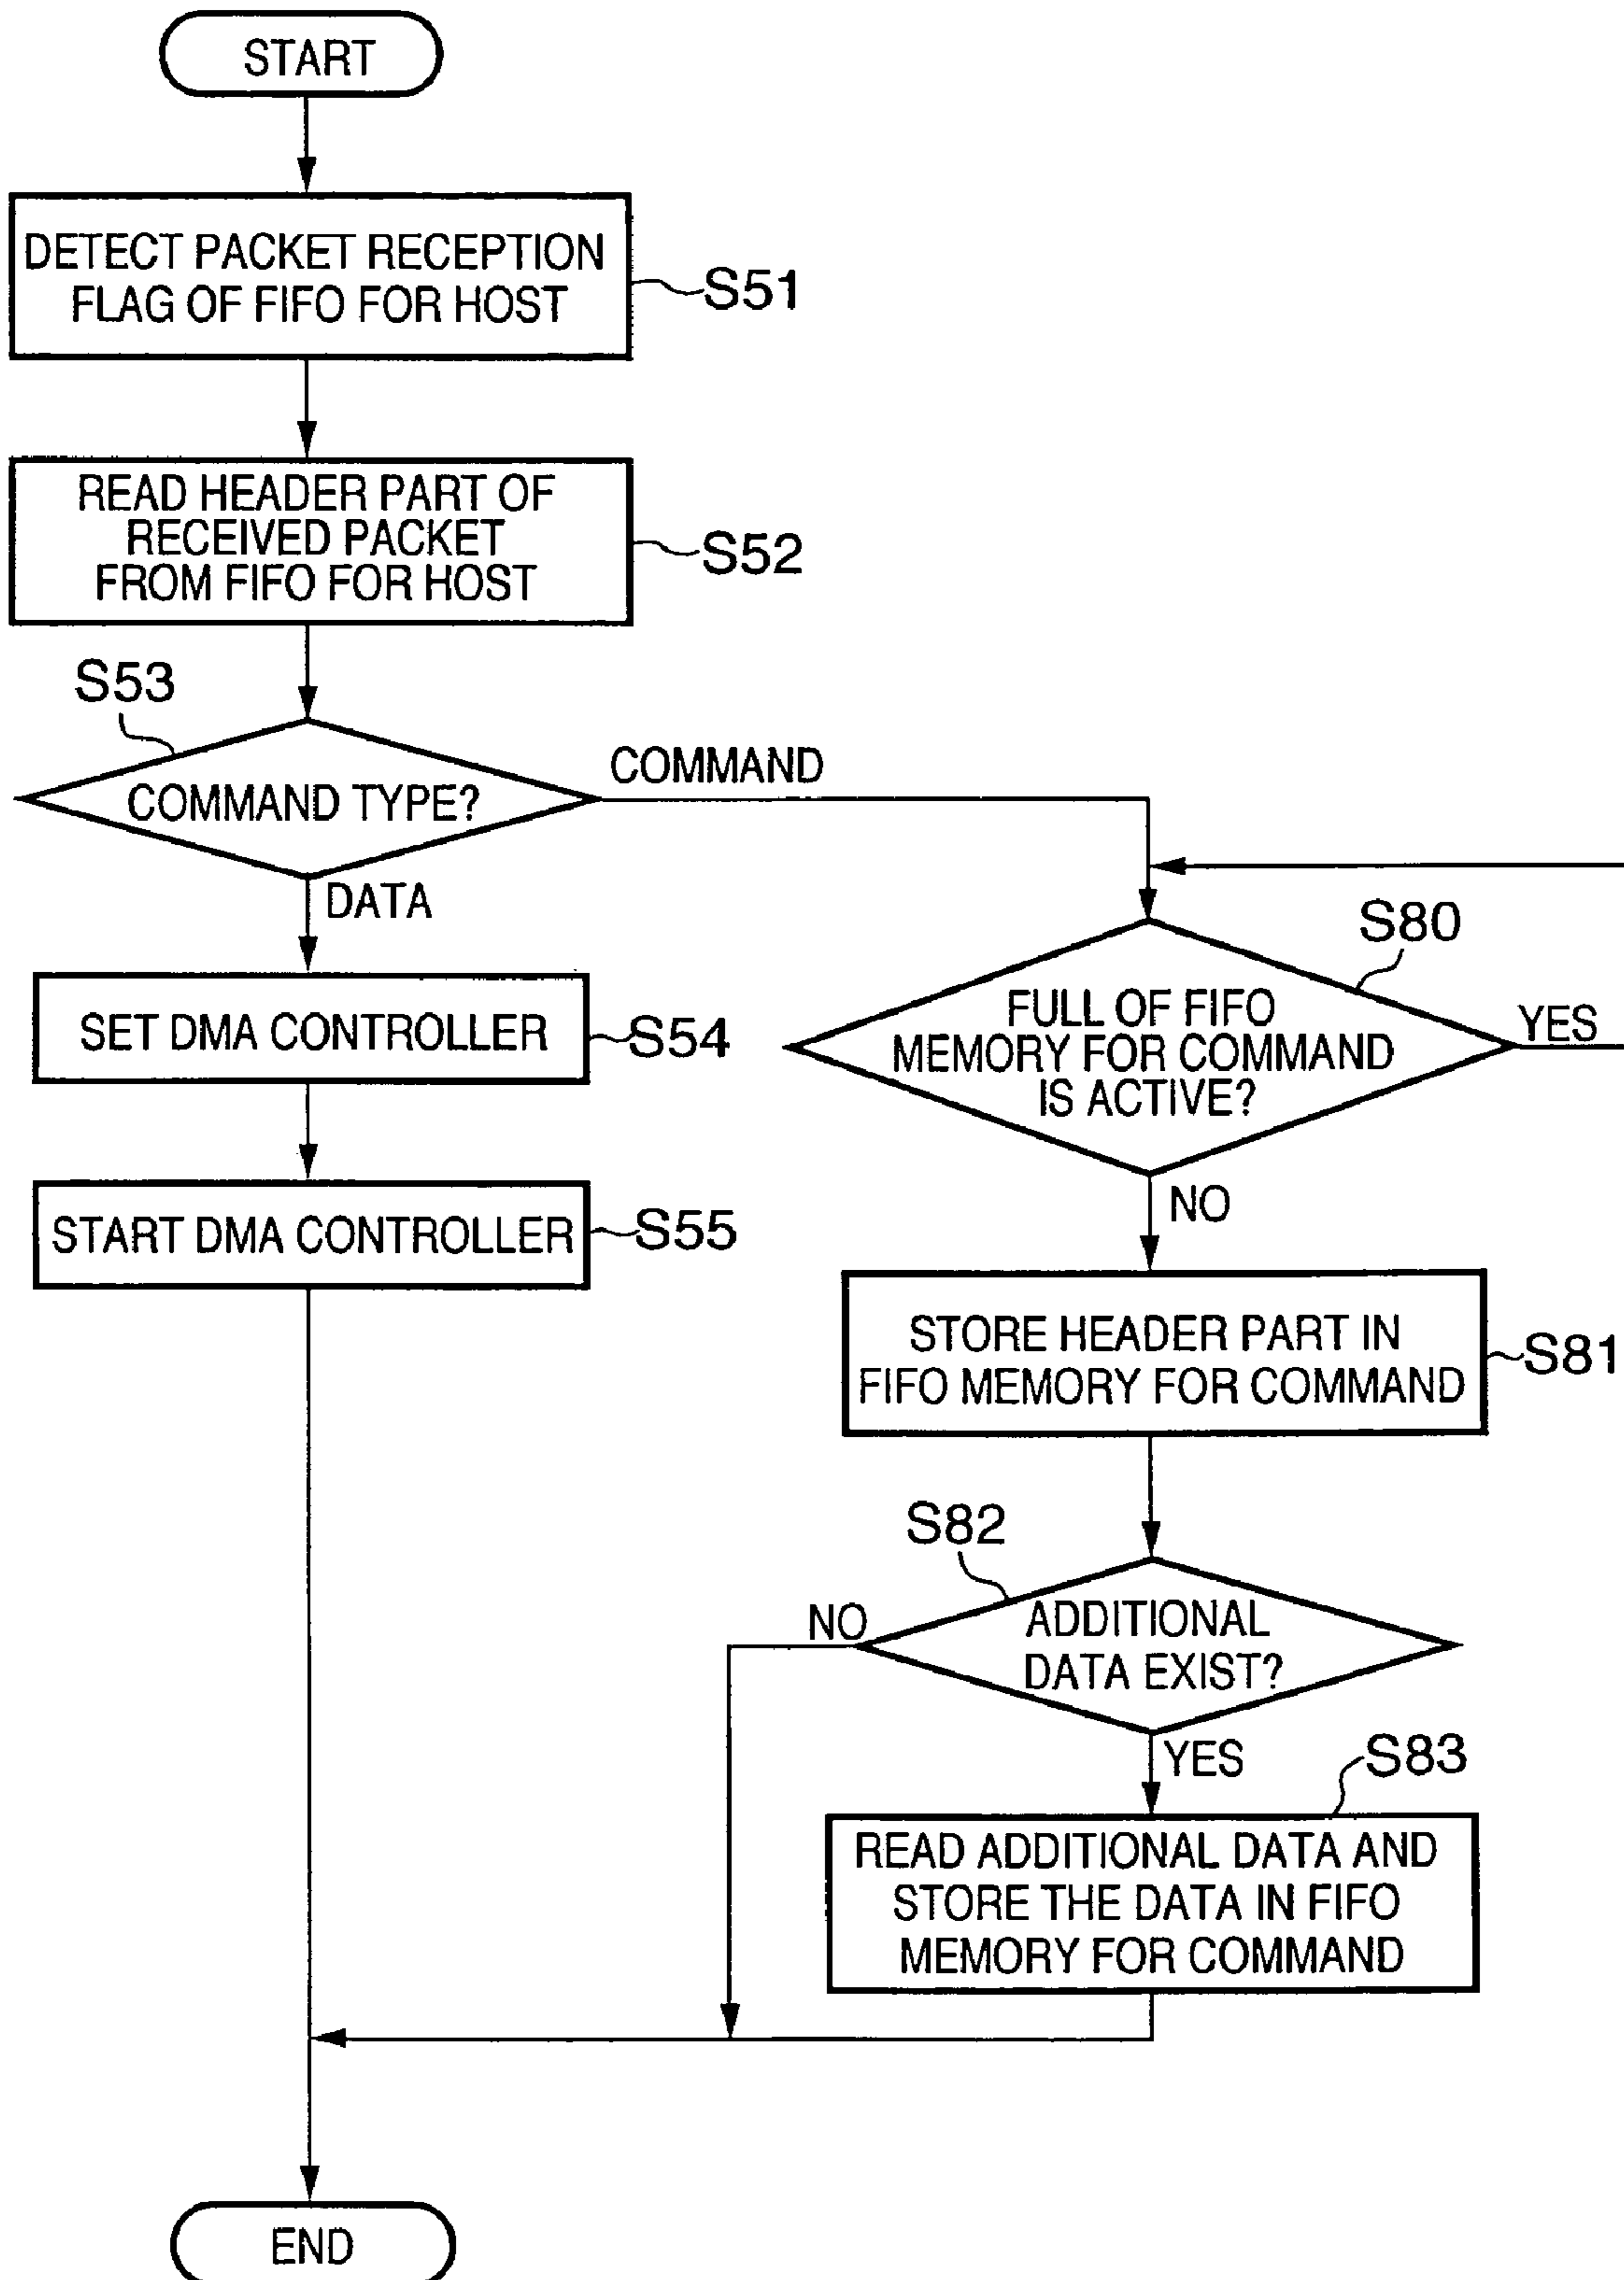 START
DETECT PACKET RECEPTION
FLAG OF FIFO FOR HOST
S51
READ HEADER PART OF
RECEIVED PACKET
FROM FIFO FOR HOST
S52
S53
COMMAND TYPE?
COMMAND
DATA
SET DMA CONTROLLER
S54
START DMA CONTROLLER
S55
S80
FULL OF FIFO
MEMORY FOR COMMAND
IS ACTIVE?
YES
NO
STORE HEADER PART IN
FIFO MEMORY FOR COMMAND
S81
S82
ADDITIONAL
DATA EXIST?
NO
YES
S83
READ ADDITIONAL DATA AND
STORE THE DATA IN FIFO
MEMORY FOR COMMAND
END